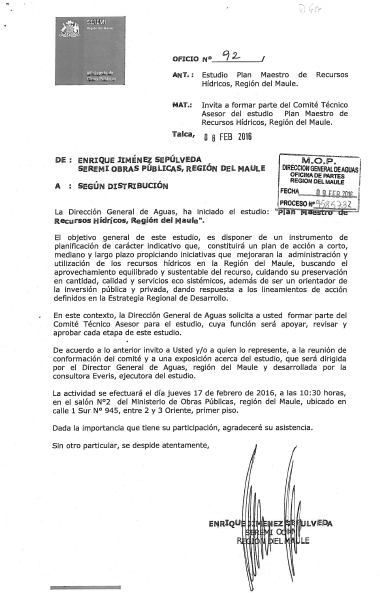 SEREMI
Región del Maule
Ministerio de
Obras Públicas
OFICIO Nº 92 /
ANT.: Estudio Plan Maestro de Recursos
Hídricos, Región del Maule.
MAT.: Invita a formar parte del Comité Técnico
Asesor del estudio Plan Maestro de
Recursos Hídricos, Región del Maule.
Talca, 08 FEB 2016
DE : ENRIQUE JIMÉNEZ SEPÚLVEDA
SEREMI OBRAS PÚBLICAS, REGIÓN DEL MAULE
A : SEGÚN DISTRIBUCIÓN
M.O.P.
DIRECCION GENERAL DE AGUAS
OFICINA DE PARTES
REGION DEL MAULE
FECHA 09 FEB 2016
PROCESO Nº
La Dirección General de Aguas, ha iniciado el estudio: "Plan Maestro de
Recursos Hídricos, Región del Maule".
El objetivo general de este estudio, es disponer de un instrumento de
planificación de carácter indicativo que, constituirá un plan de acción a corto,
mediano y largo plazo propiciando iniciativas que mejoraran la administración y
utilización de los recursos hídricos en la Región del Maule, buscando el
aprovechamiento equilibrado y sustentable del recurso, cuidando su preservación
en cantidad, calidad y servicios eco sistémicos, además de ser un orientador de
la inversión pública y privada, dando respuesta a los lineamientos de acción
definidos en la Estrategia Regional de Desarrollo.
En este contexto, la Dirección General de Aguas solicita a usted formar parte del
Comité Técnico Asesor para el estudio, cuya función será apoyar, revisar y
aprobar cada etapa de este estudio.
De acuerdo a lo anterior invito a Usted y/o a quien lo represente, a la reunión de
conformación del comité y a una exposición acerca del estudio, que será dirigida
por el Director General de Aguas, región del Maule y desarrollada por la
consultora Everis, ejecutora del estudio.
La actividad se efectuará el día jueves 17 de febrero de 2016, a las 10:30 horas,
en el salón Nº2 del Ministerio de Obras Públicas, región del Maule, ubicado en
calle 1 Sur Nº 945, entre 2 y 3 Oriente, primer piso.
Dada la importancia que tiene su participación, agradeceré su asistencia.
Sin otro particular, se despide atentamente,
ENRIQUE JIMENEZ SEPULVEDA
SEREMI
REGION DEL MAULE